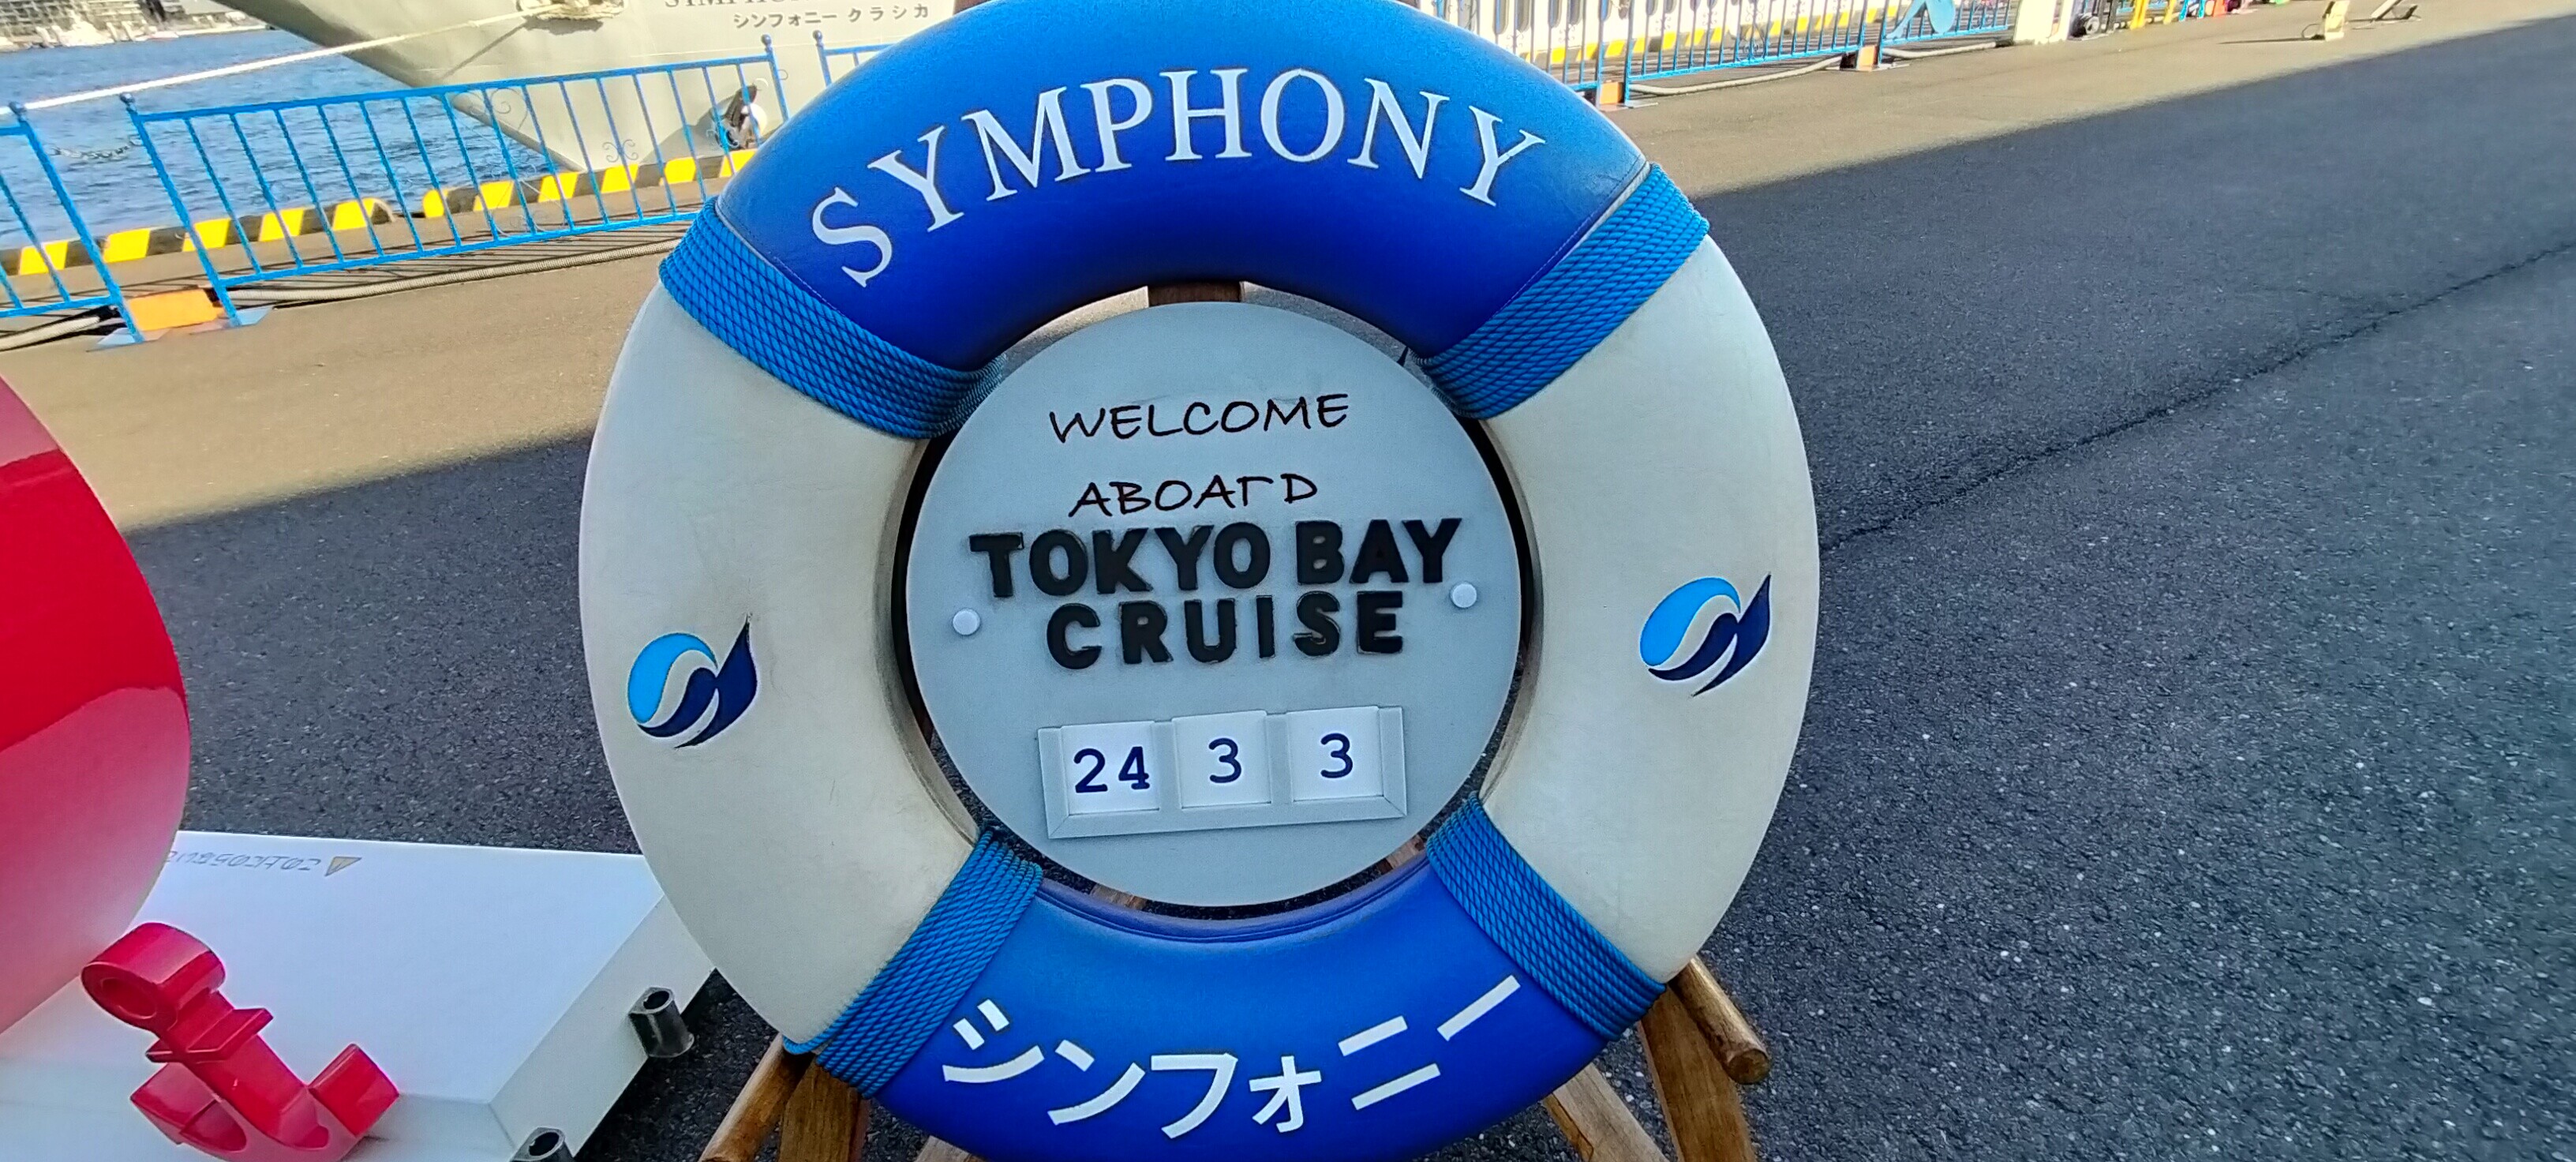 シンフォニー クラシカ
SYMPHONY
WELCOME
ABOARD
TOKYO BAY
CRUISE
24 3 3
シンフォニー